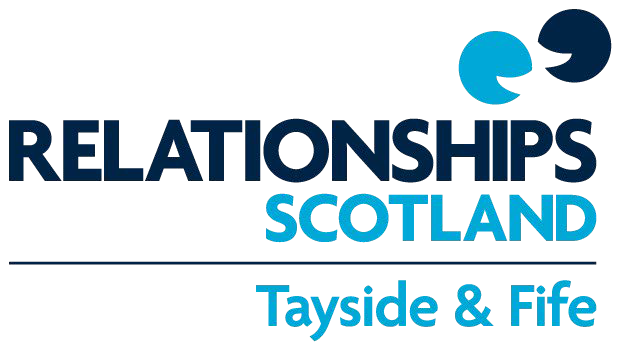 RELATIONSHIPS
SCOTLAND
Tayside & Fife